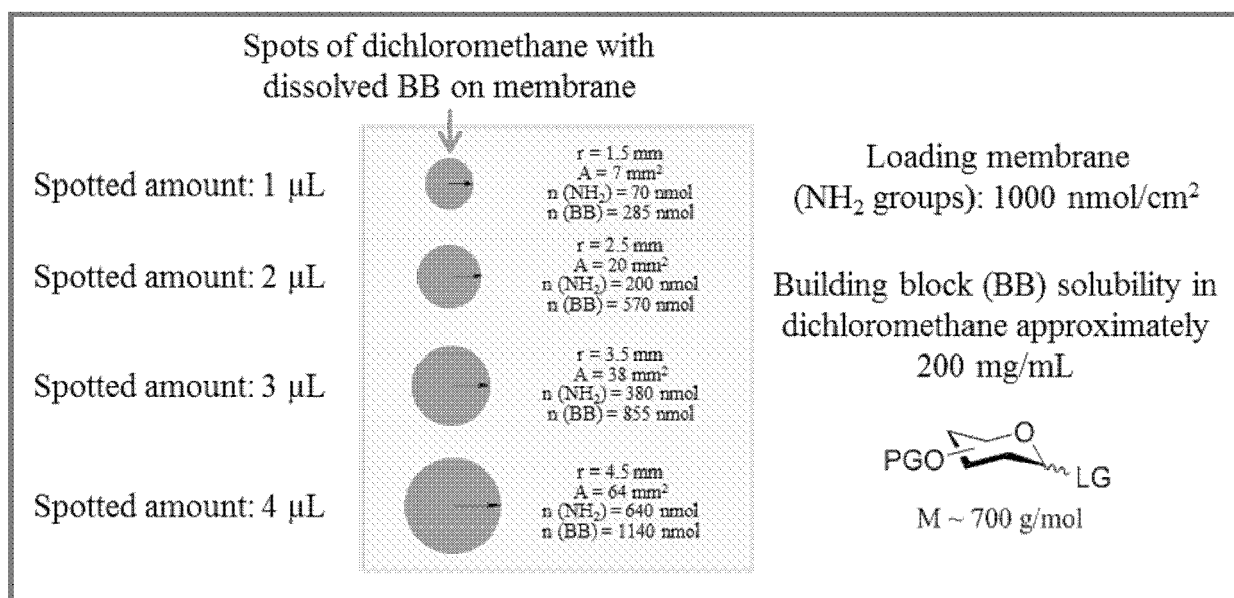 Spots of dichloromethane with
dissolved BB on membrane
Spotted amount: 1 µL
r = 1.5 mm
A = 7 mm²
n (NH₂) = 70 nmol
n (BB) = 285 nmol
Spotted amount: 2 µL
r = 2.5 mm
A = 20 mm²
n (NH₂) = 200 nmol
n (BB) = 570 nmol
Spotted amount: 3 µL
r = 3.5 mm
A = 38 mm²
n (NH₂) = 380 nmol
n (BB) = 855 nmol
Spotted amount: 4 µL
r = 4.5 mm
A = 64 mm²
n (NH₂) = 640 nmol
n (BB) = 1140 nmol
Loading membrane
(NH₂ groups): 1000 nmol/cm²
Building block (BB) solubility in
dichloromethane approximately
200 mg/mL
O
PGO
LG
M ~ 700 g/mol